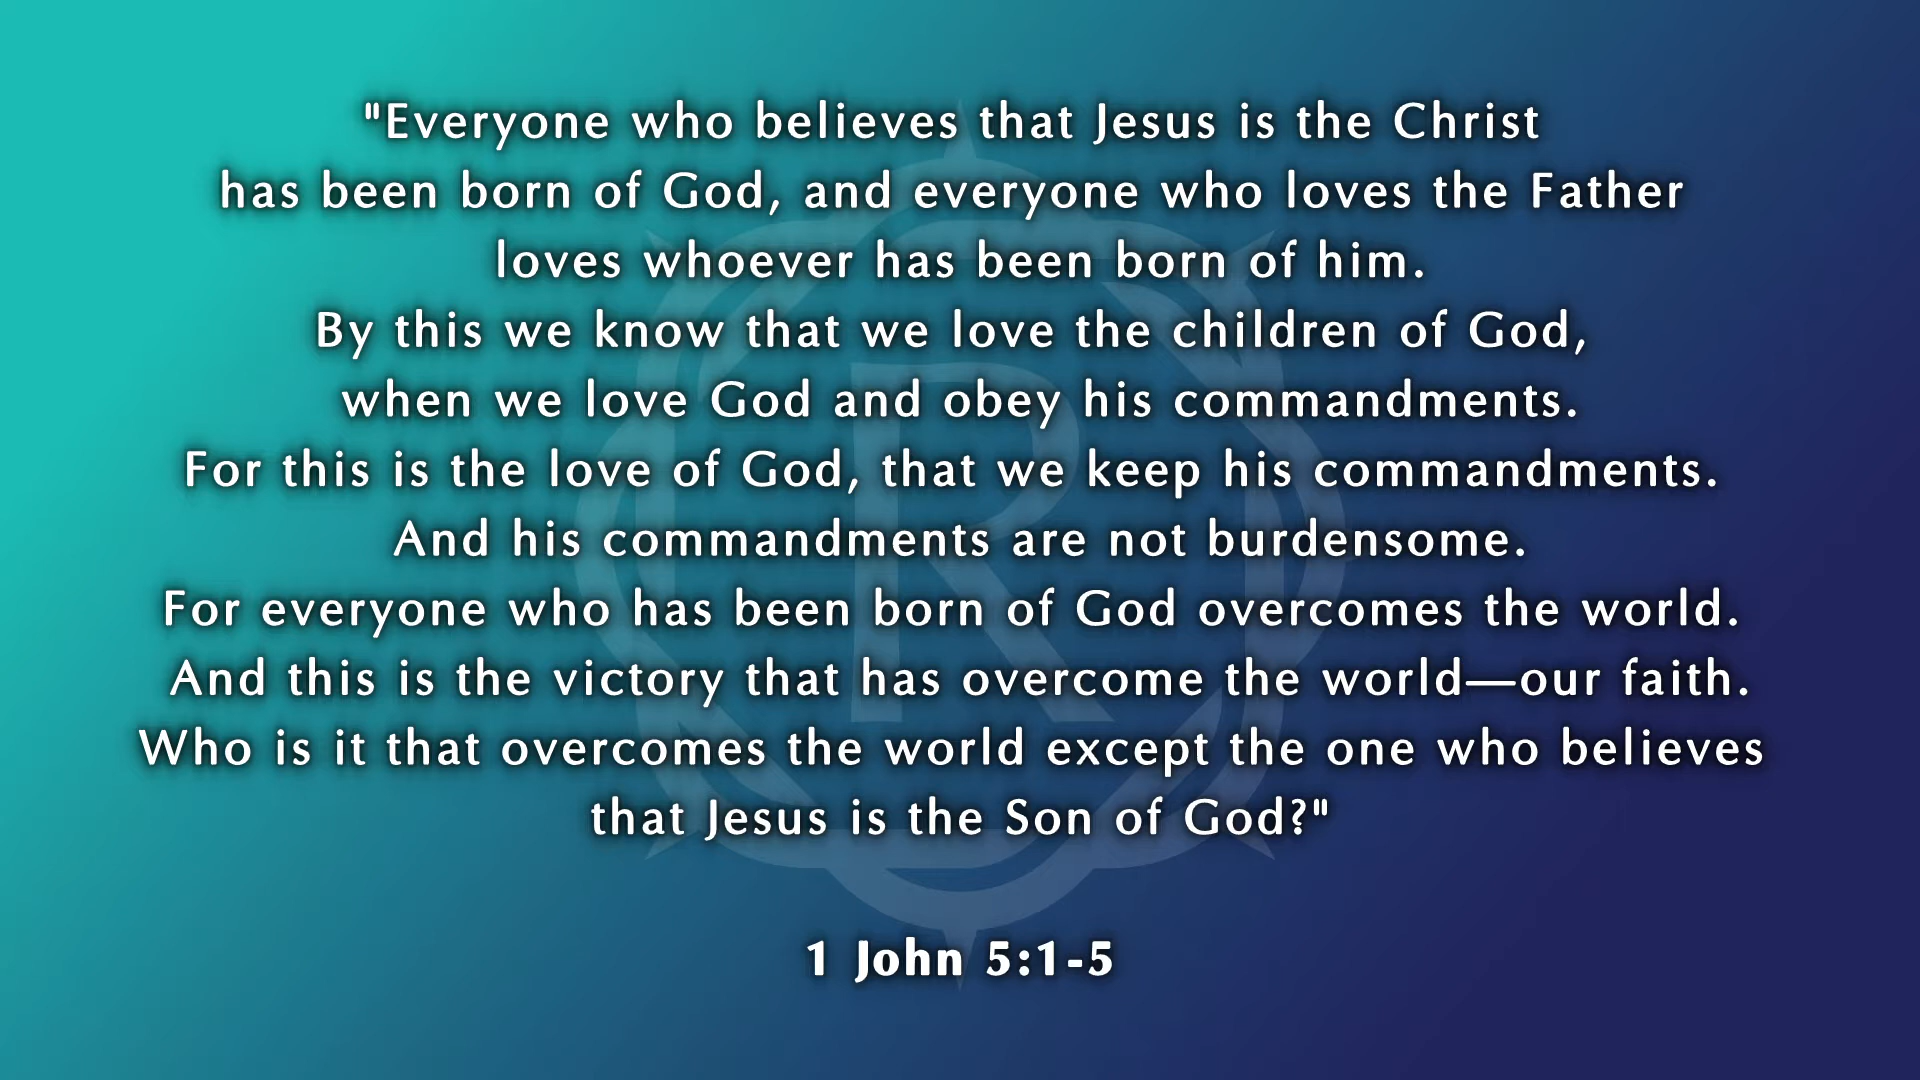 "Everyone who believes that Jesus is the Christ
has been born of God, and everyone who loves the Father
loves whoever has been born of him.
By this we know that we love the children of God,
when we love God and obey his commandments.
For this is the love of God, that we keep his commandments.
And his commandments are not burdensome.
For everyone who has been born of God overcomes the world.
And this is the victory that has overcome the world—our faith.
Who is it that overcomes the world except the one who believes
that Jesus is the Son of God?"
1 John 5:1-5
R